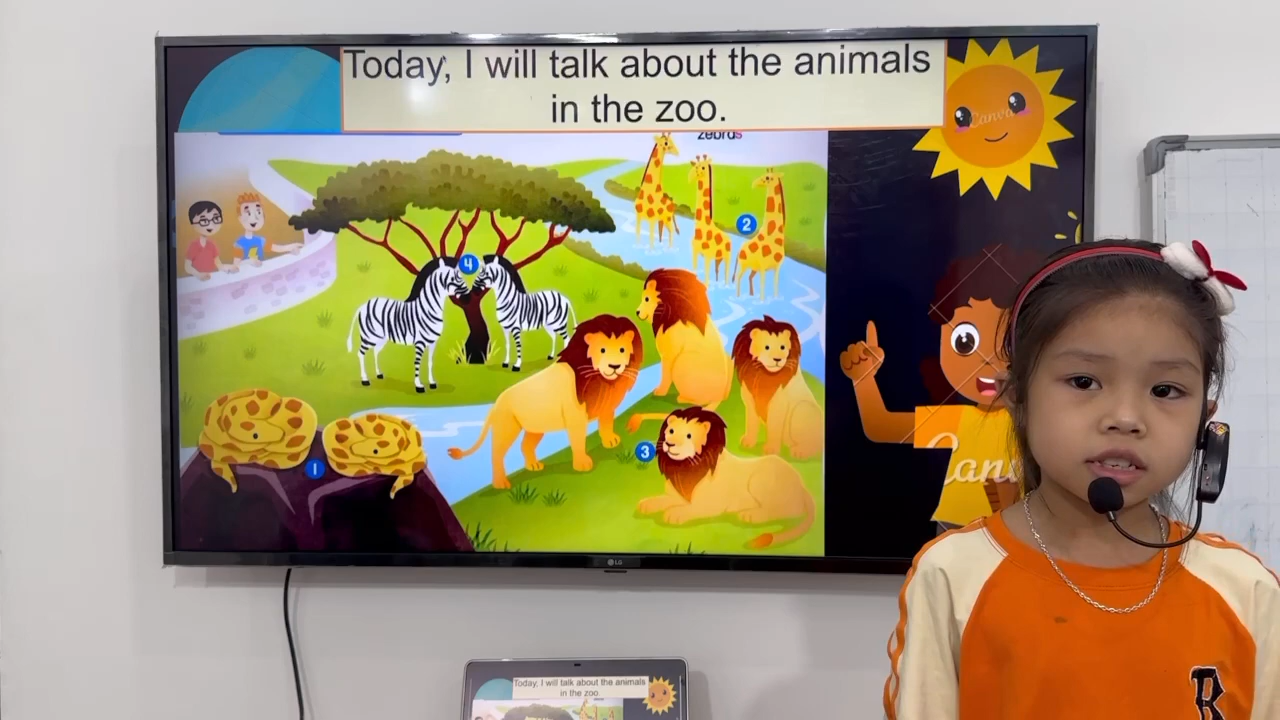 Today, I will talk about the animals
in the zoo.
zebras
Canva
2
4
3
1
Canv
LG
R
Today, I will talk about the animals
in the zoo.